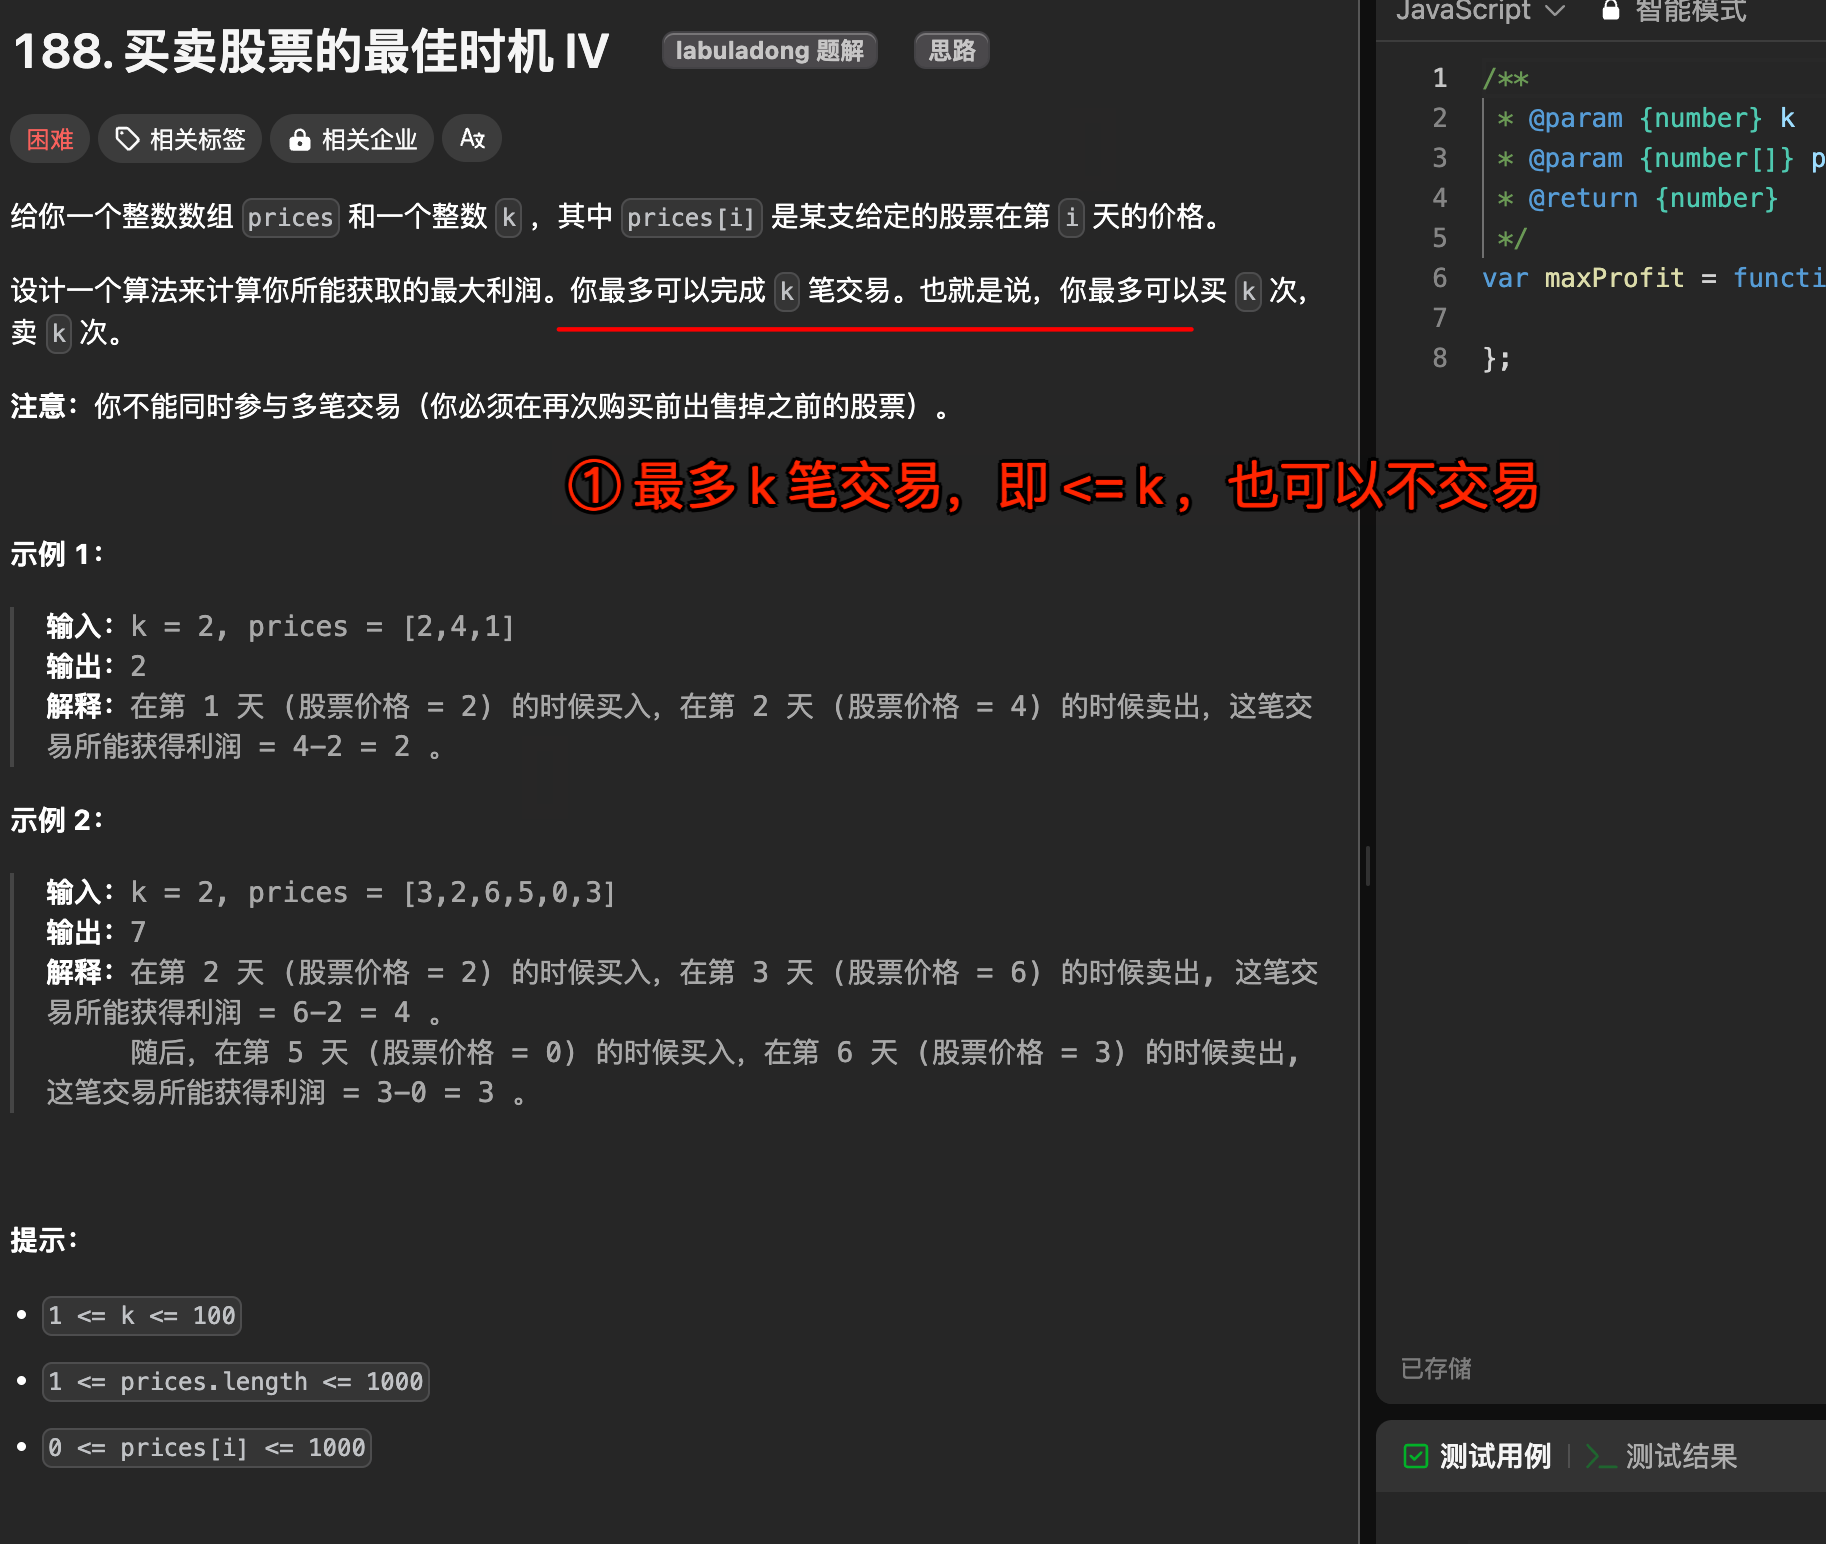 188. 买卖股票的最佳时机 IV
labuladong 题解
思路
困难
相关标签
相关企业
给你一个整数数组 prices 和一个整数 k ，其中 prices[i] 是某支给定的股票在第 i 天的价格。
设计一个算法来计算你所能获取的最大利润。你最多可以完成 k 笔交易。也就是说，你最多可以买 k 次，
卖 k 次。
注意：你不能同时参与多笔交易（你必须在再次购买前出售掉之前的股票）。
① 最多 k 笔交易，即 <= k ，也可以不交易
示例 1：
输入：k = 2, prices = [2,4,1]
输出：2
解释：在第 1 天 (股票价格 = 2) 的时候买入，在第 2 天 (股票价格 = 4) 的时候卖出，这笔交
易所能获得利润 = 4-2 = 2 。
示例 2：
输入：k = 2, prices = [3,2,6,5,0,3]
输出：7
解释：在第 2 天 (股票价格 = 2) 的时候买入，在第 3 天 (股票价格 = 6) 的时候卖出, 这笔交
易所能获得利润 = 6-2 = 4 。
随后，在第 5 天 (股票价格 = 0) 的时候买入，在第 6 天 (股票价格 = 3) 的时候卖出,
这笔交易所能获得利润 = 3-0 = 3 。
提示：
1 <= k <= 100
1 <= prices.length <= 1000
0 <= prices[i] <= 1000
JavaScript
智能模式
1 /**
2 * @param {number} k
3 * @param {number[]} p
4 * @return {number}
5 */
6 var maxProfit = functi
7
8 };
已存储
测试用例
测试结果